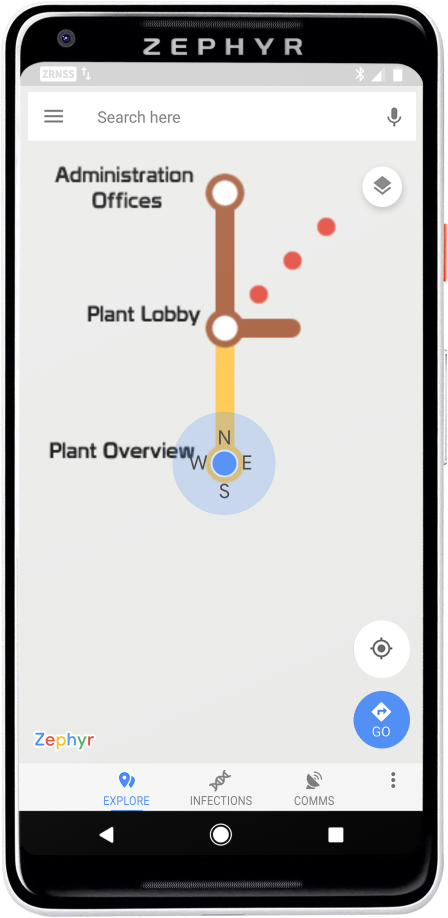 ZEPHYR
ZRNSS
Search here
Administration
Offices
Plant Lobby
Plant Overview
N
W E
S
GO
Zephyr
EXPLORE
INFECTIONS
COMMS